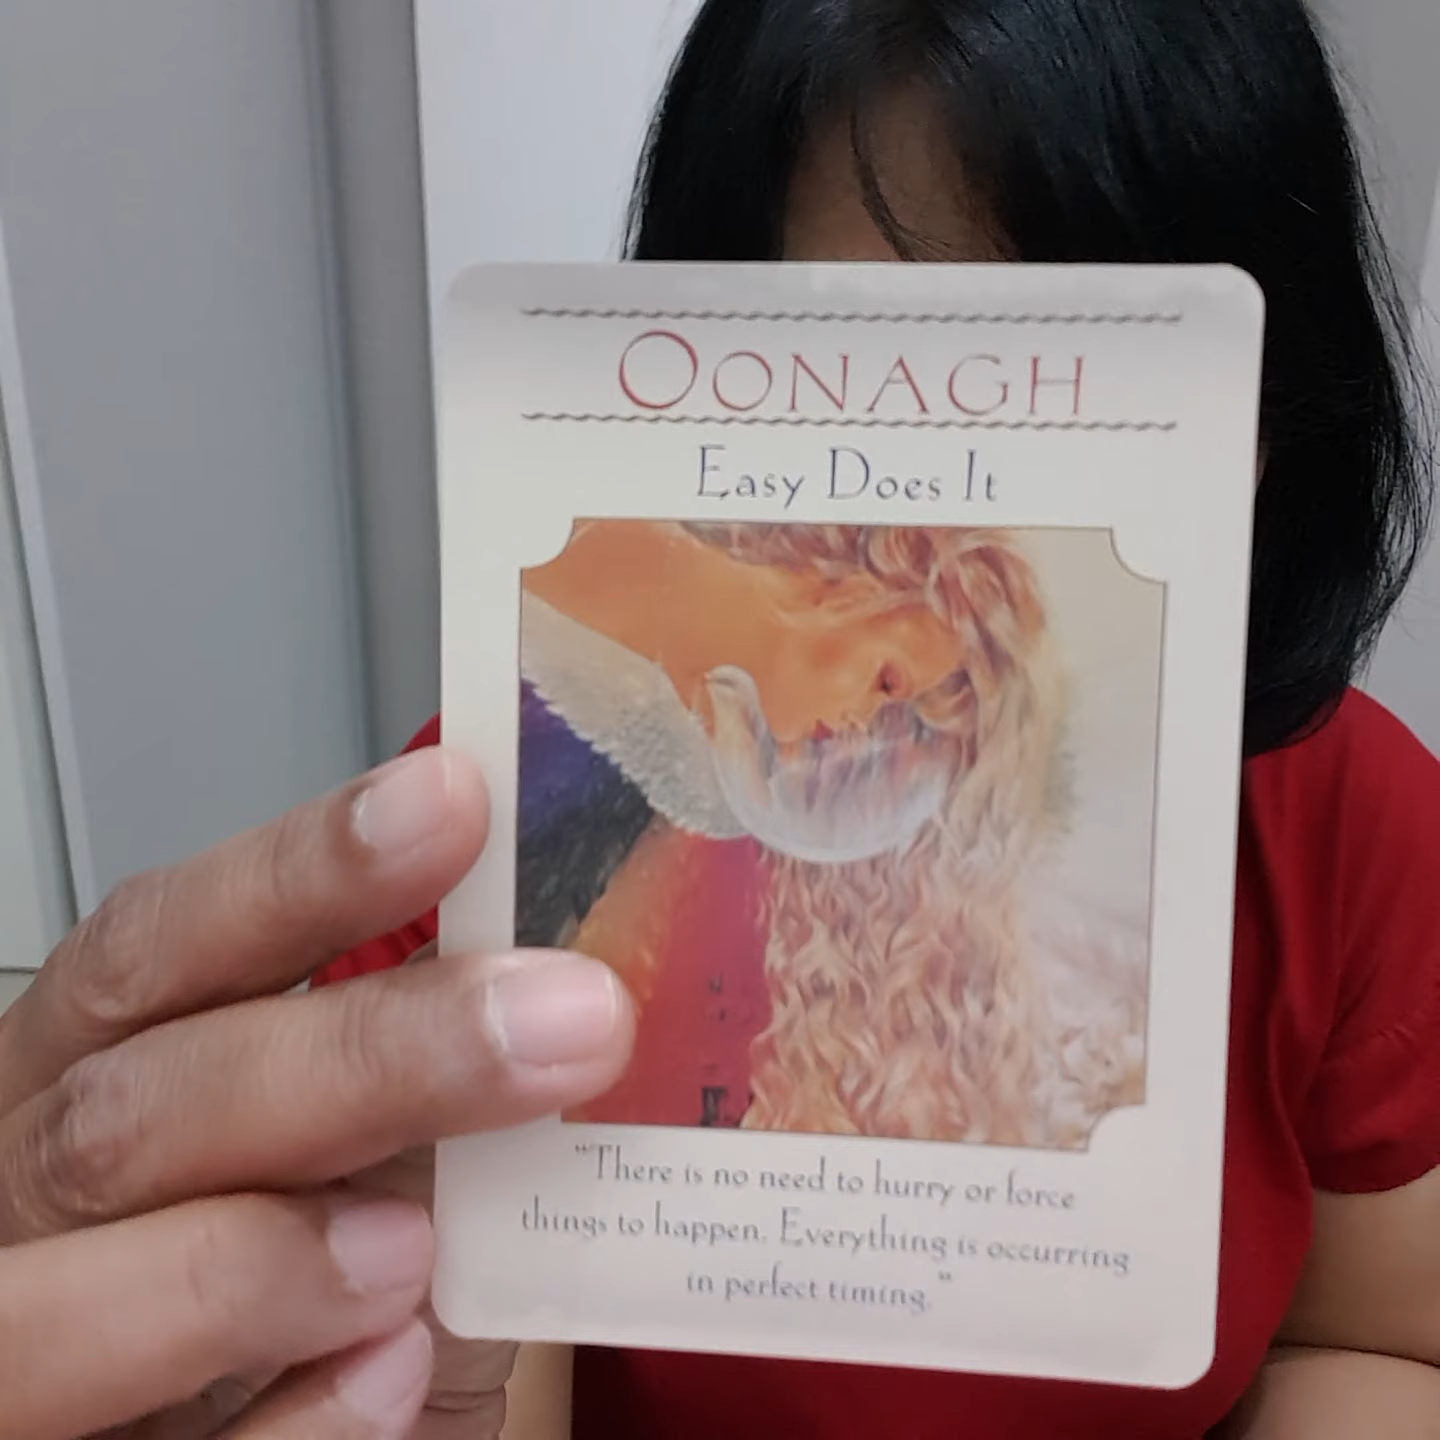 OONAGH
Easy Does It
"There is no need to hurry or force
things to happen. Everything is occurring
in perfect timing."